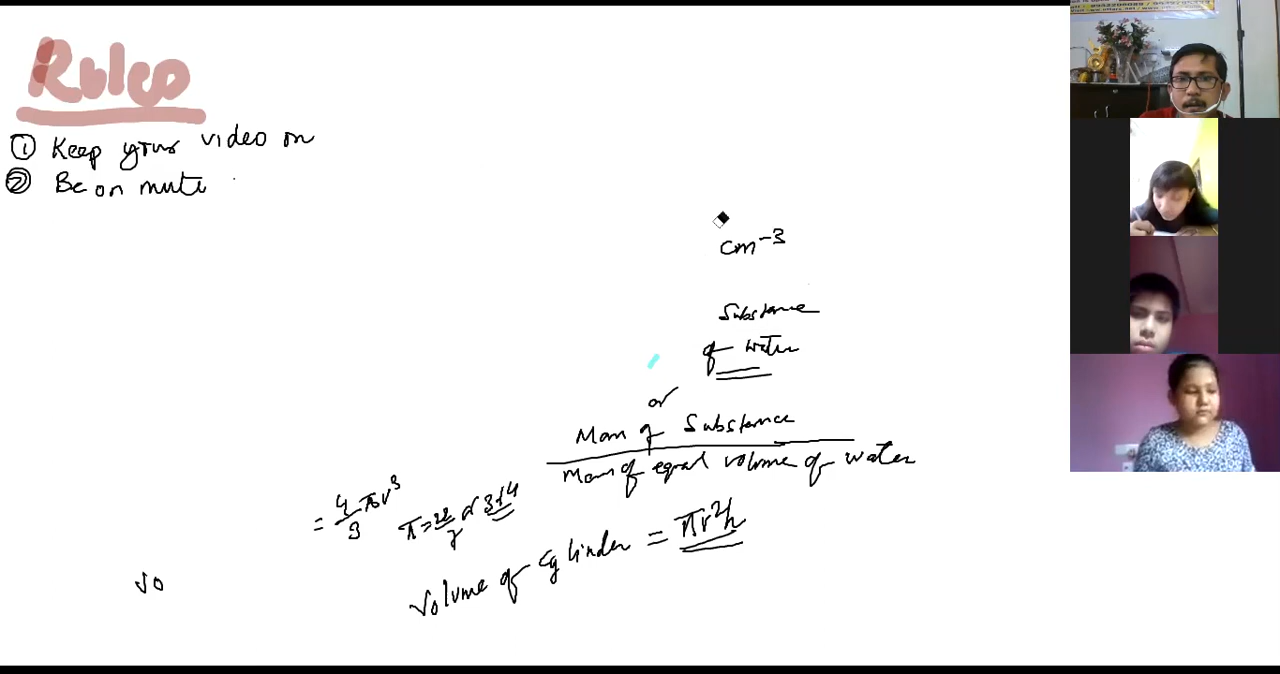 Rules
① Keep your video on
② Be on mute
cm⁻³
Substance
of water
or
Mass of Substance
Mass of equal volume of water
= 4/3 πr³
π = 22/7 or 3.14
Volume of Cylinder = πr²h
Vo